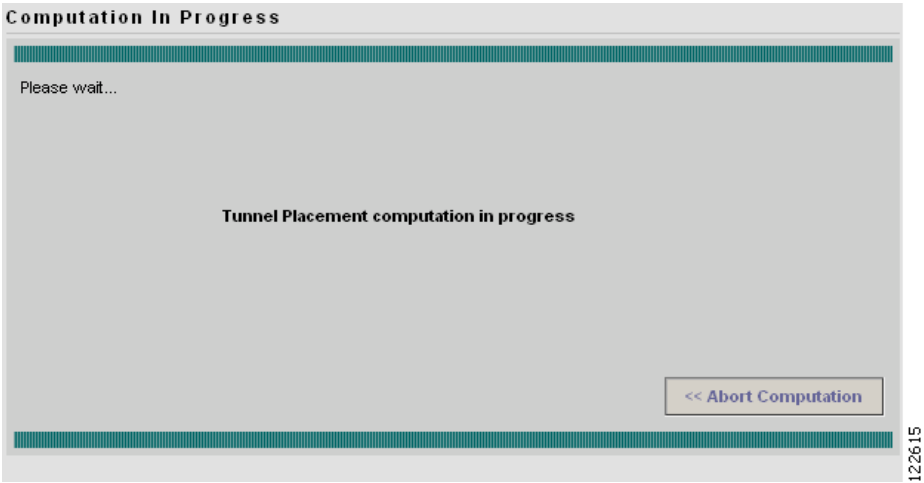 Computation In Progress
Please wait...
Tunnel Placement computation in progress
<< Abort Computation
122615